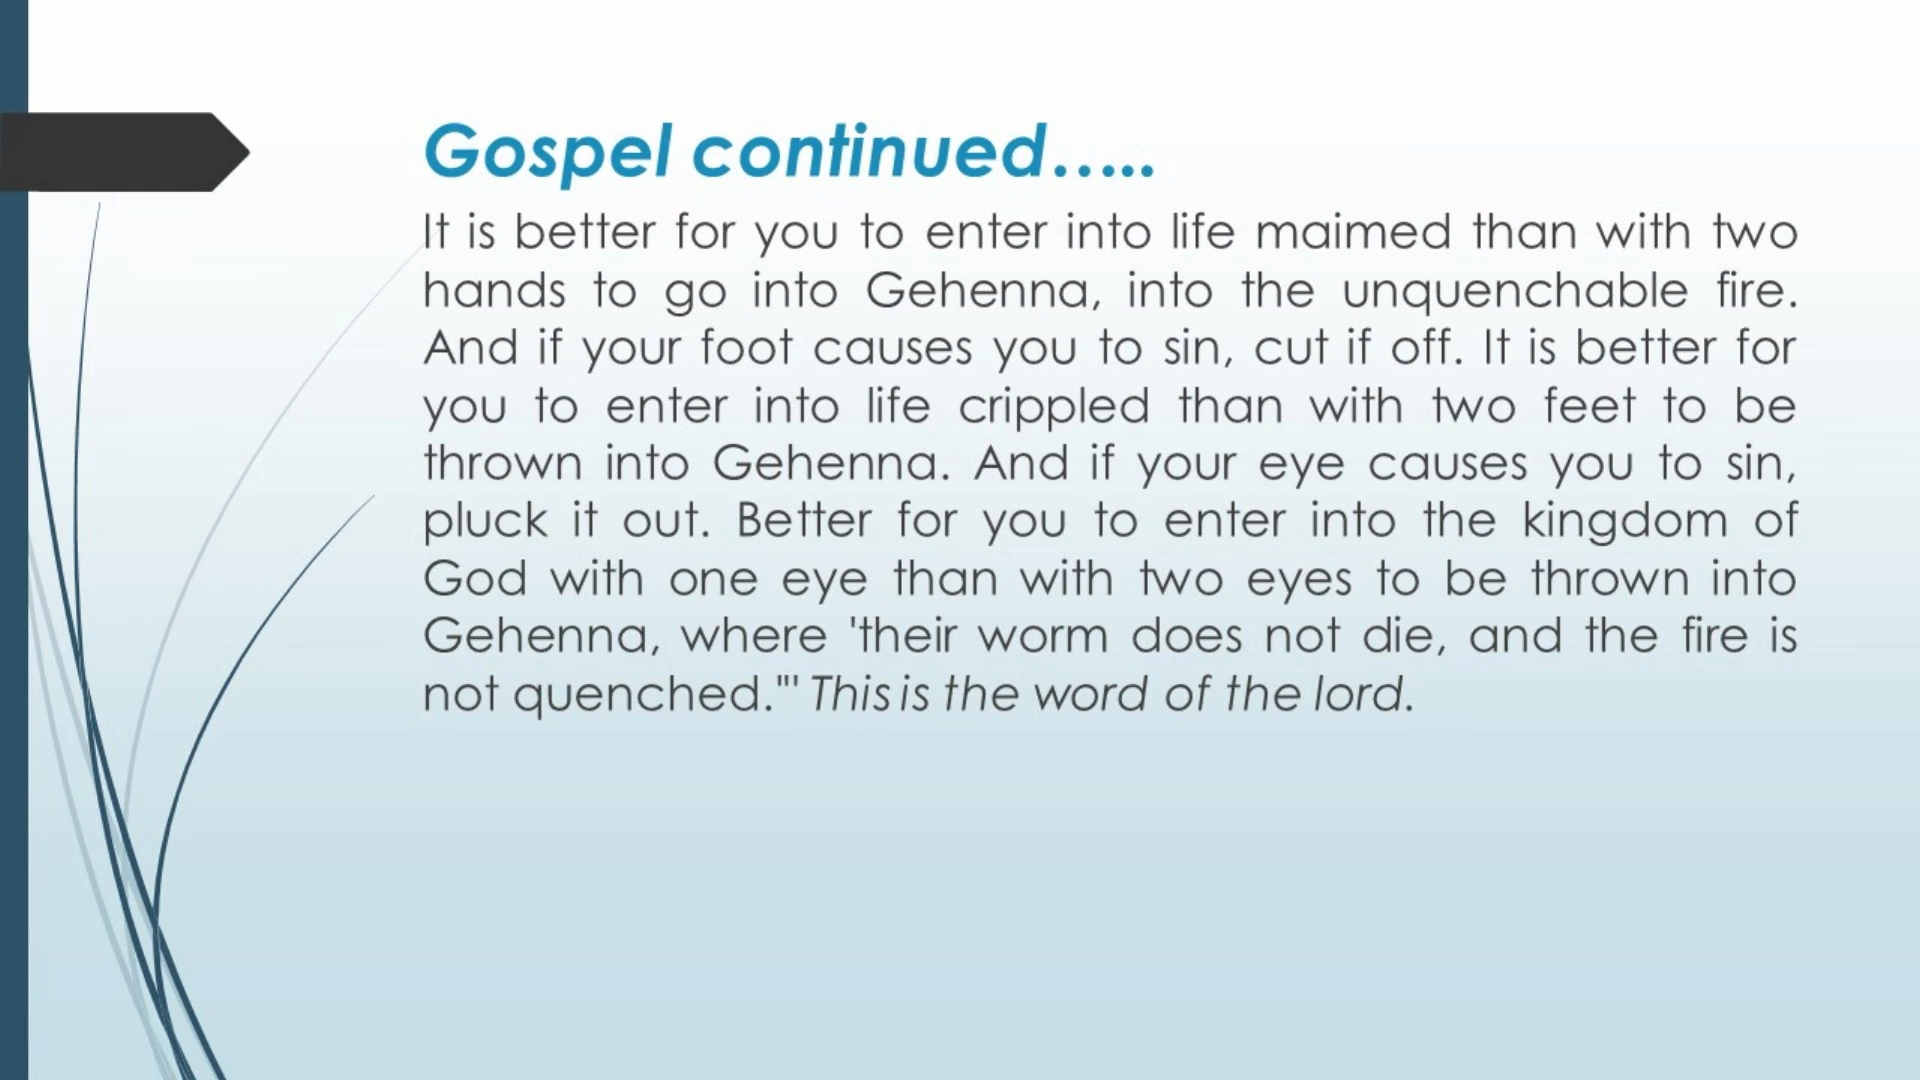 Gospel continued…..
It is better for you to enter into life maimed than with two
hands to go into Gehenna, into the unquenchable fire.
And if your foot causes you to sin, cut if off. It is better for
you to enter into life crippled than with two feet to be
thrown into Gehenna. And if your eye causes you to sin,
pluck it out. Better for you to enter into the kingdom of
God with one eye than with two eyes to be thrown into
Gehenna, where 'their worm does not die, and the fire is
not quenched."' This is the word of the lord.